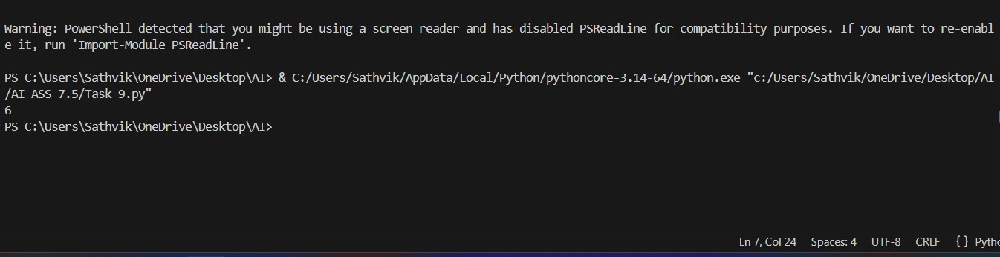 Warning: PowerShell detected that you might be using a screen reader and has disabled PSReadLine for compatibility purposes. If you want to re-enabl
e it, run 'Import-Module PSReadLine'.
PS C:\Users\Sathvik\OneDrive\Desktop\AI> & C:/Users/Sathvik/AppData/Local/Python/pythoncore-3.14-64/python.exe "c:/Users/Sathvik/OneDrive/Desktop/AI
/AI ASS 7.5/Task 9.py"
6
PS C:\Users\Sathvik\OneDrive\Desktop\AI>
Ln 7, Col 24 Spaces: 4 UTF-8 CRLF { } Pytho